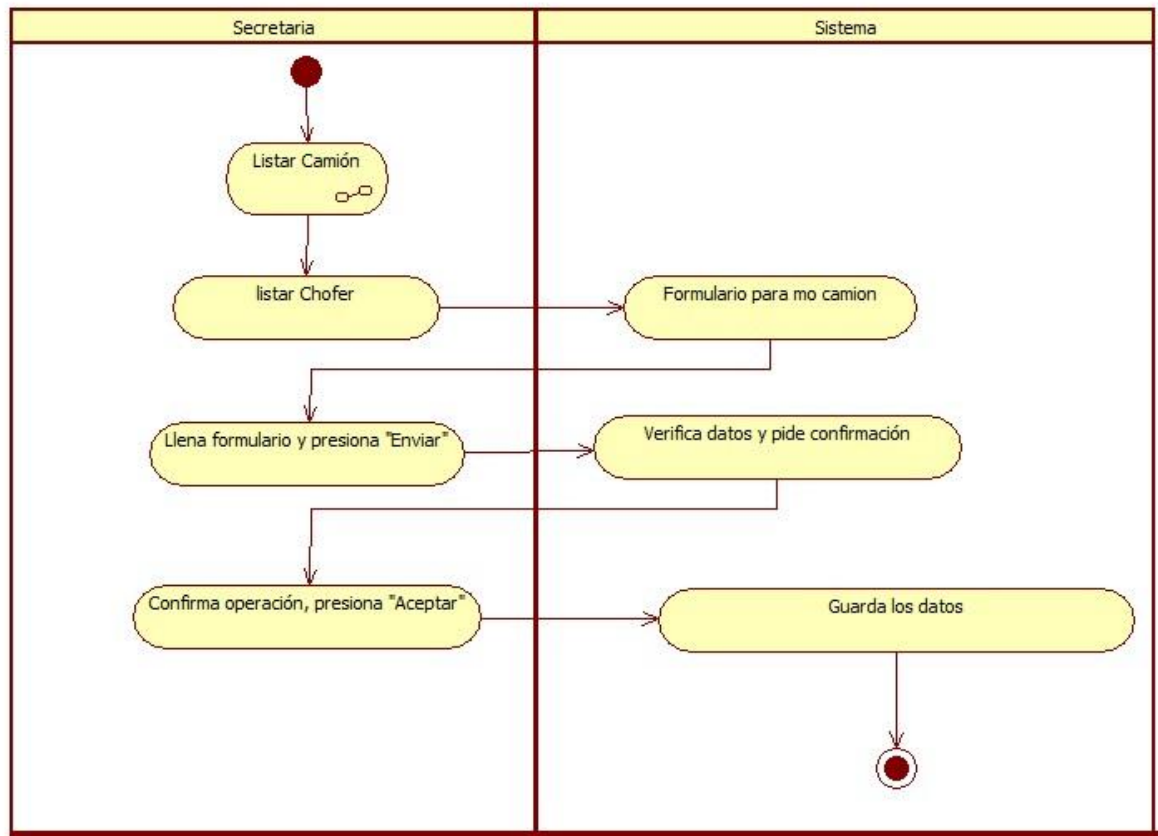 Secretaria
Sistema
Listar Camión
listar Chofer
Formulario para mo camion
Llena formulario y presiona "Enviar"
Verifica datos y pide confirmación
Confirma operación, presiona "Aceptar"
Guarda los datos